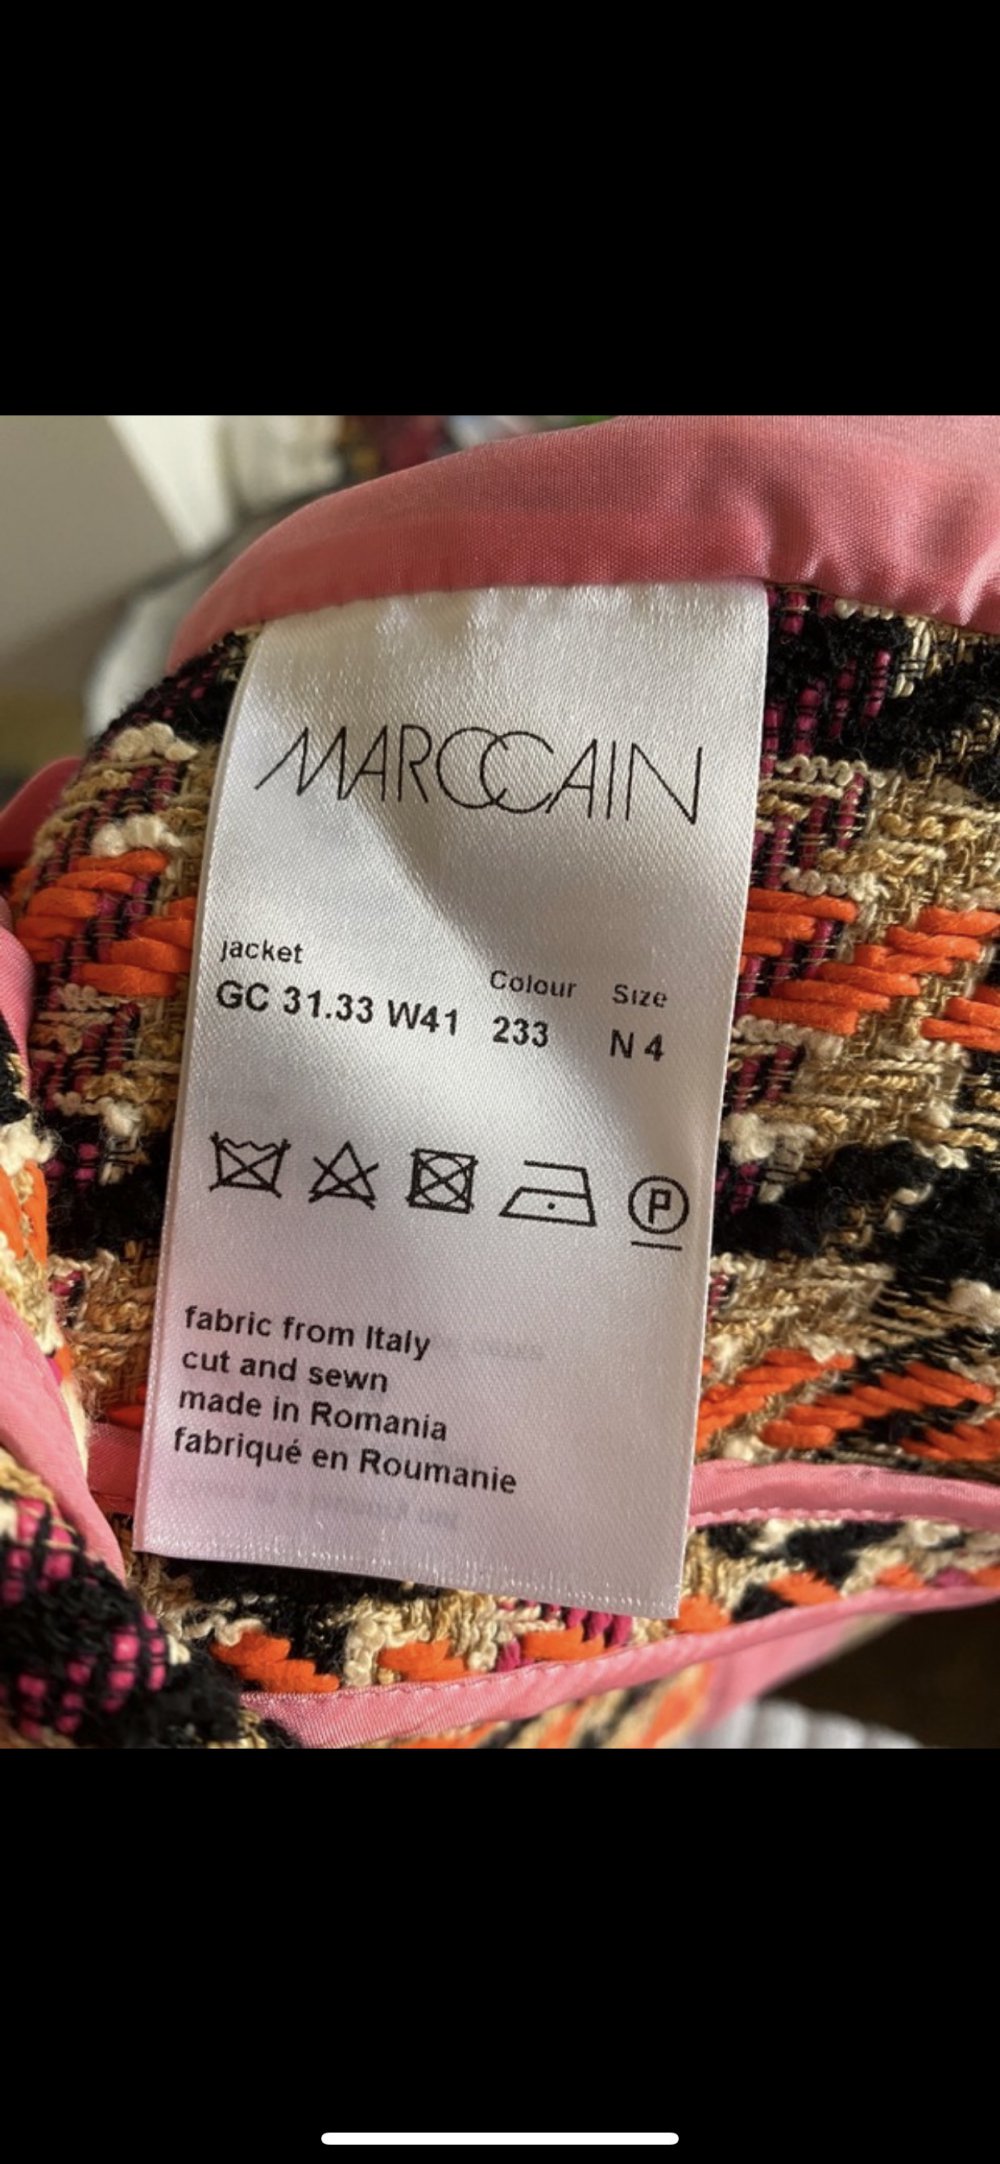 MARCCAIN
jacket
Colour Size
GC 31.33 W41 233 N 4
P
fabric from Italy
cut and sewn
made in Romania
fabriqué en Roumanie